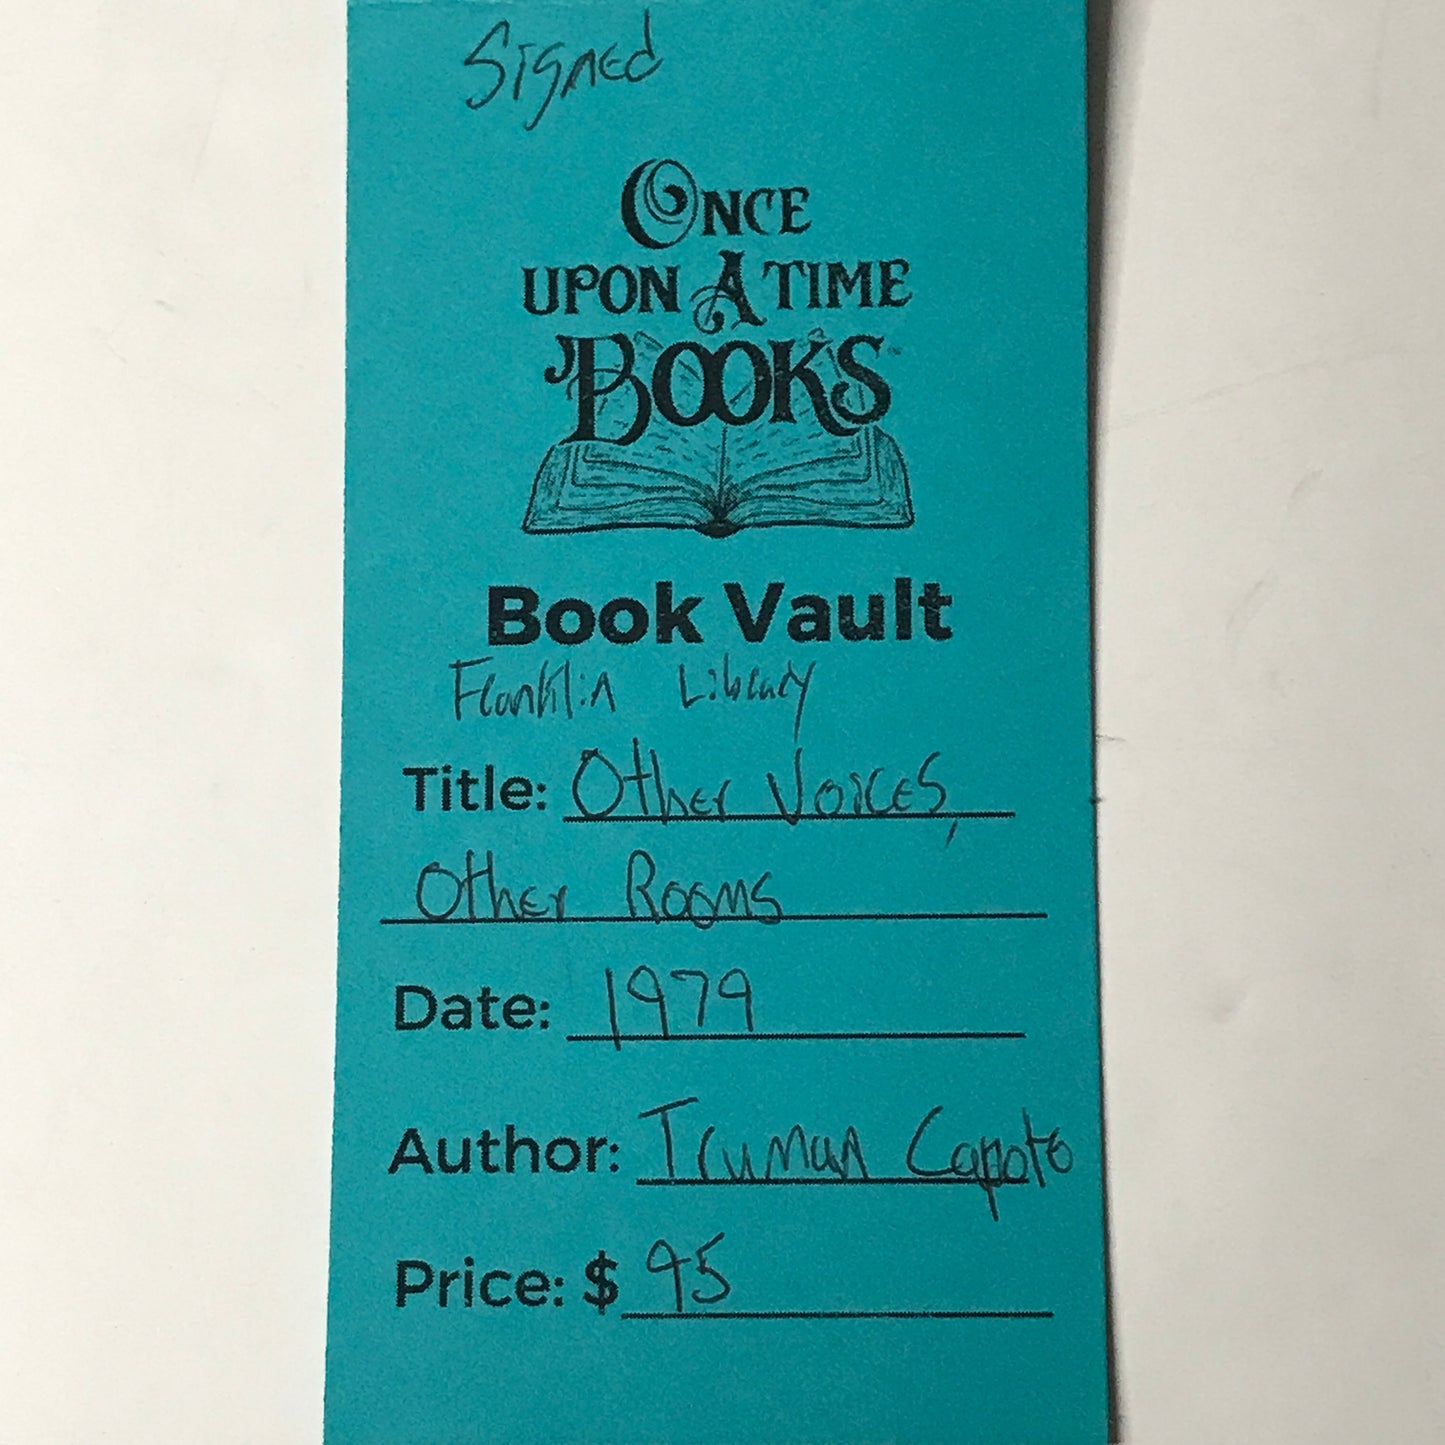 Signed
ONCE
UPON A TIME
BOOKS
Book Vault
Franklin Library
Title: Other Voices,
Other Rooms
Date: 1979
Author: Truman Capote
Price: $ 95